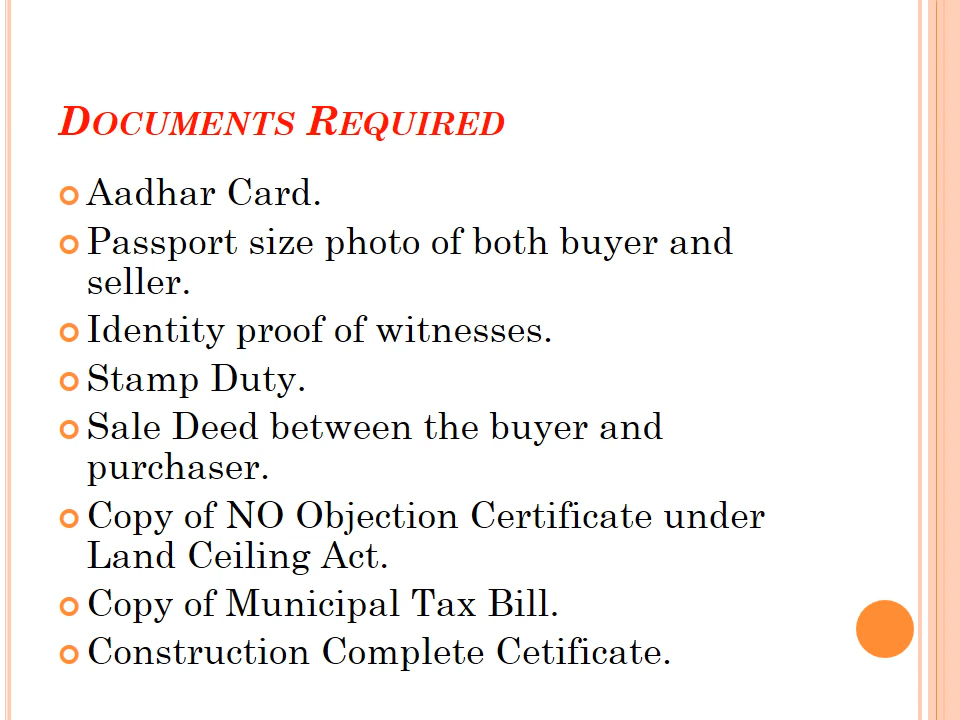 DOCUMENTS REQUIRED
Aadhar Card.
Passport size photo of both buyer and
seller.
Identity proof of witnesses.
Stamp Duty.
Sale Deed between the buyer and
purchaser.
Copy of NO Objection Certificate under
Land Ceiling Act.
Copy of Municipal Tax Bill.
Construction Complete Cetificate.